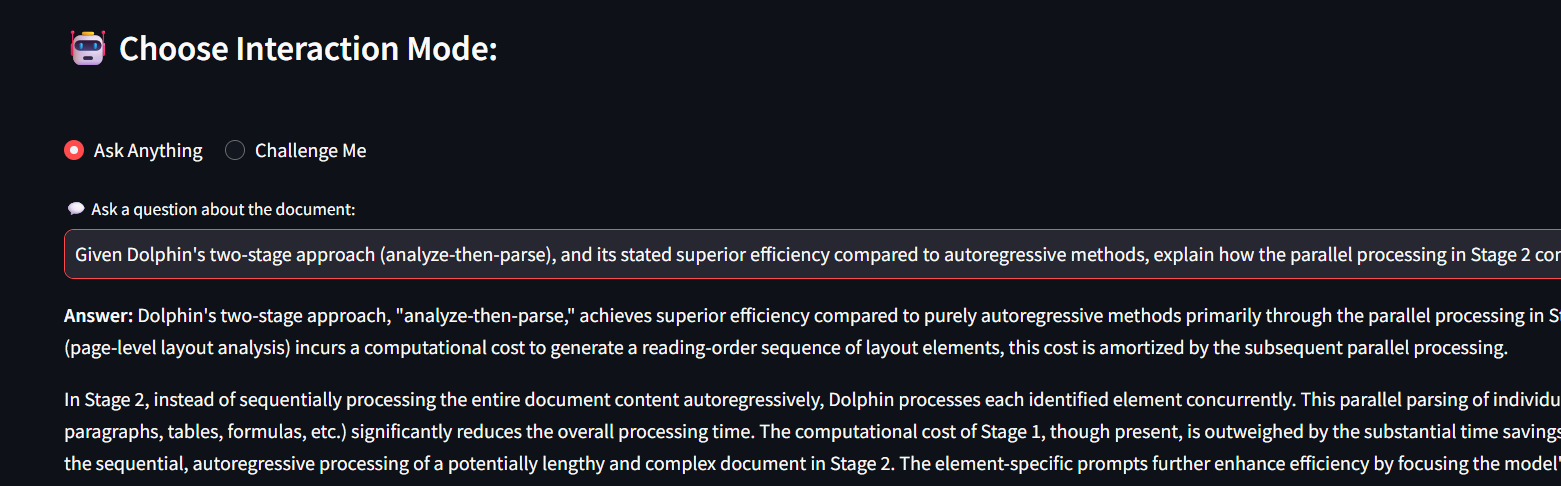 Choose Interaction Mode:
Ask Anything
Challenge Me
Ask a question about the document:
Given Dolphin's two-stage approach (analyze-then-parse), and its stated superior efficiency compared to autoregressive methods, explain how the parallel processing in Stage 2
Answer: Dolphin's two-stage approach, "analyze-then-parse," achieves superior efficiency compared to purely autoregressive methods primarily through the parallel processing in
(page-level layout analysis) incurs a computational cost to generate a reading-order sequence of layout elements, this cost is amortized by the subsequent parallel processing.
In Stage 2, instead of sequentially processing the entire document content autoregressively, Dolphin processes each identified element concurrently. This parallel parsing of
paragraphs, tables, formulas, etc.) significantly reduces the overall processing time. The computational cost of Stage 1, though present, is outweighed by the substantial time savings
the sequential, autoregressive processing of a potentially lengthy and complex document in Stage 2. The element-specific prompts further enhance efficiency by focusing the model'